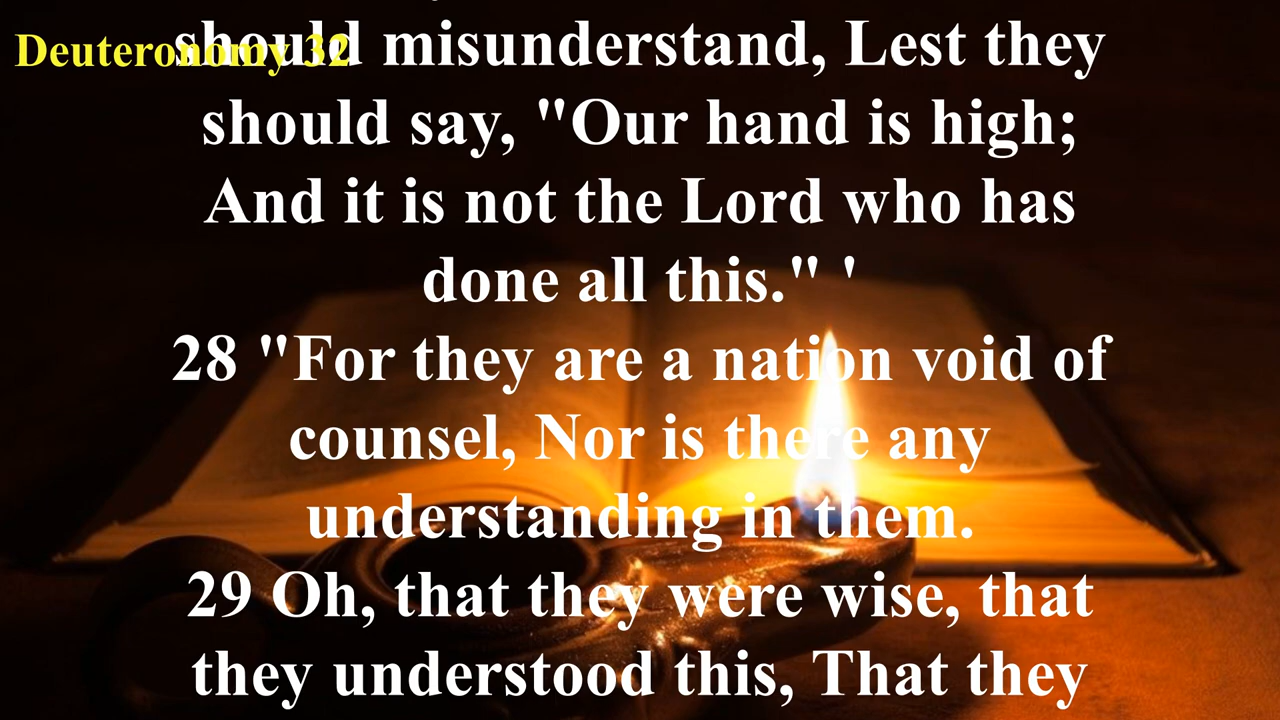 Deuteronomy 32
should misunderstand, Lest they
should say, "Our hand is high;
And it is not the Lord who has
done all this." '
28 "For they are a nation void of
counsel, Nor is there any
understanding in them.
29 Oh, that they were wise, that
they understood this, That they